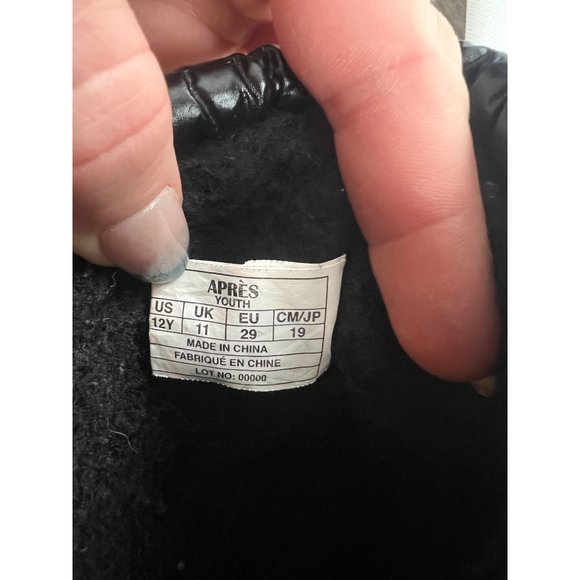 APRÈS
YOUTH
US UK EU CM/JP
12Y 11 29 19
MADE IN CHINA
FABRIQUÉ EN CHINE
LOT NO: 00000